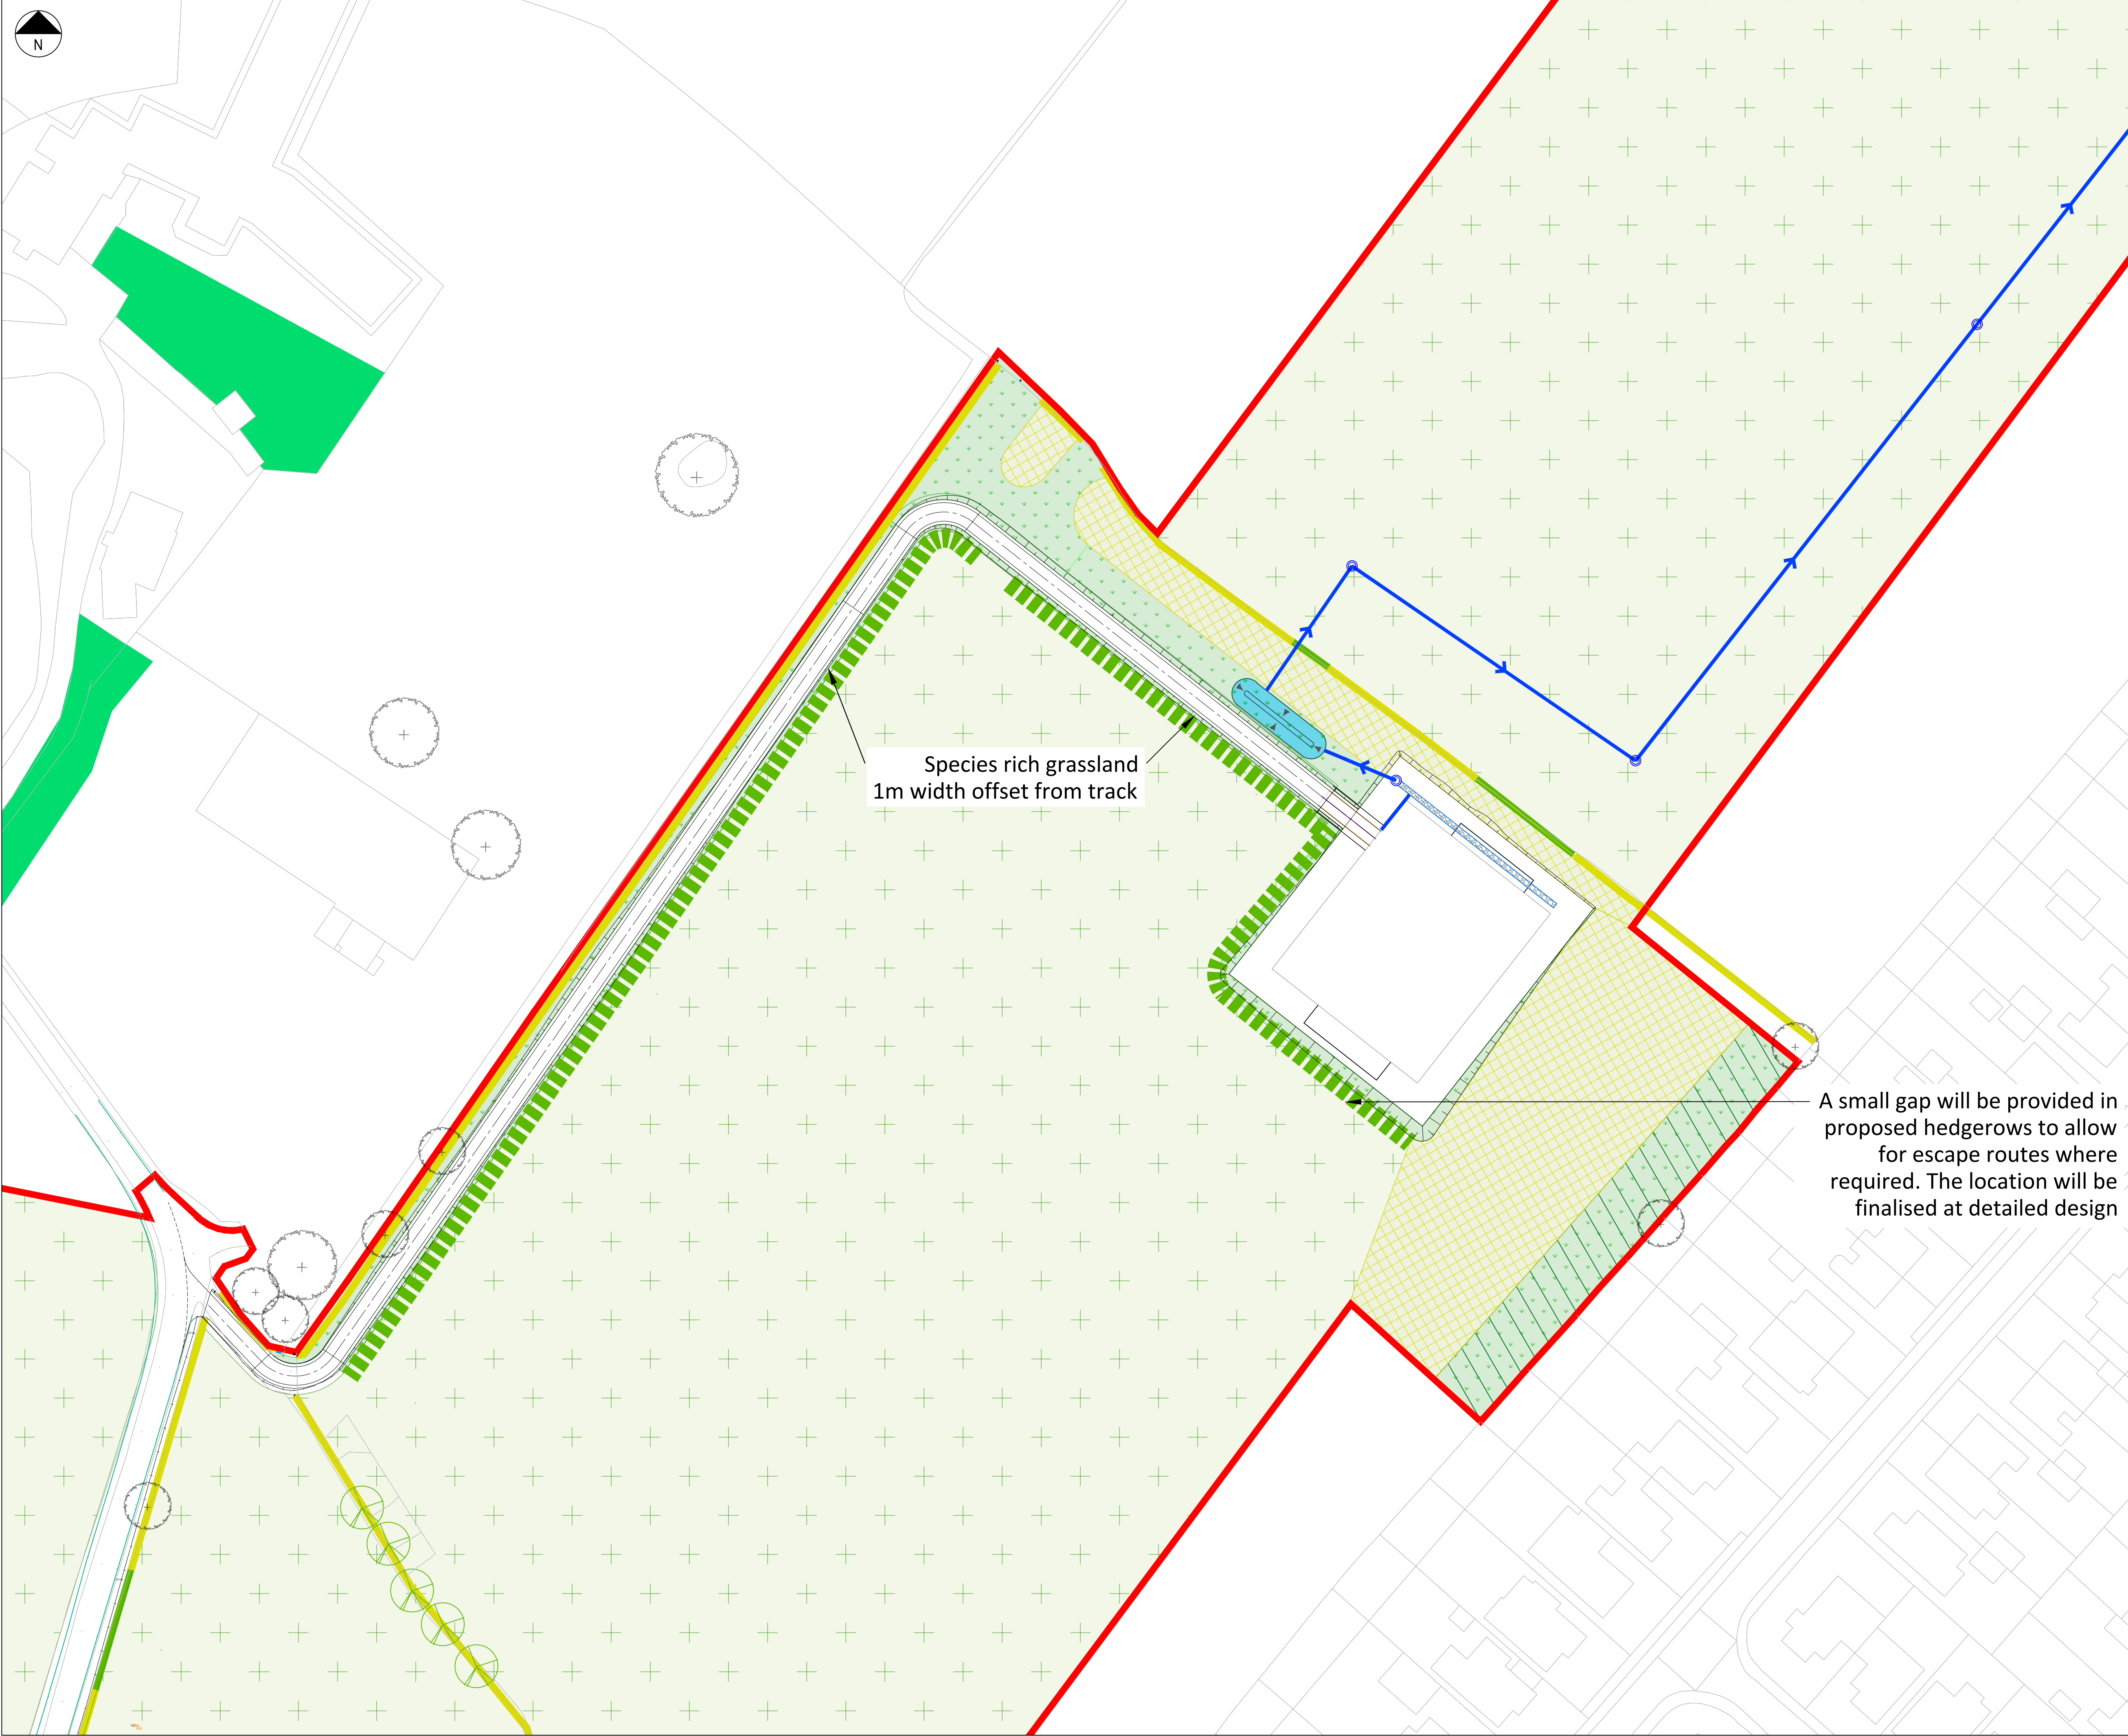 N
Species rich grassland
1m width offset from track
A small gap will be provided in
proposed hedgerows to allow
for escape routes where
required. The location will be
finalised at detailed design